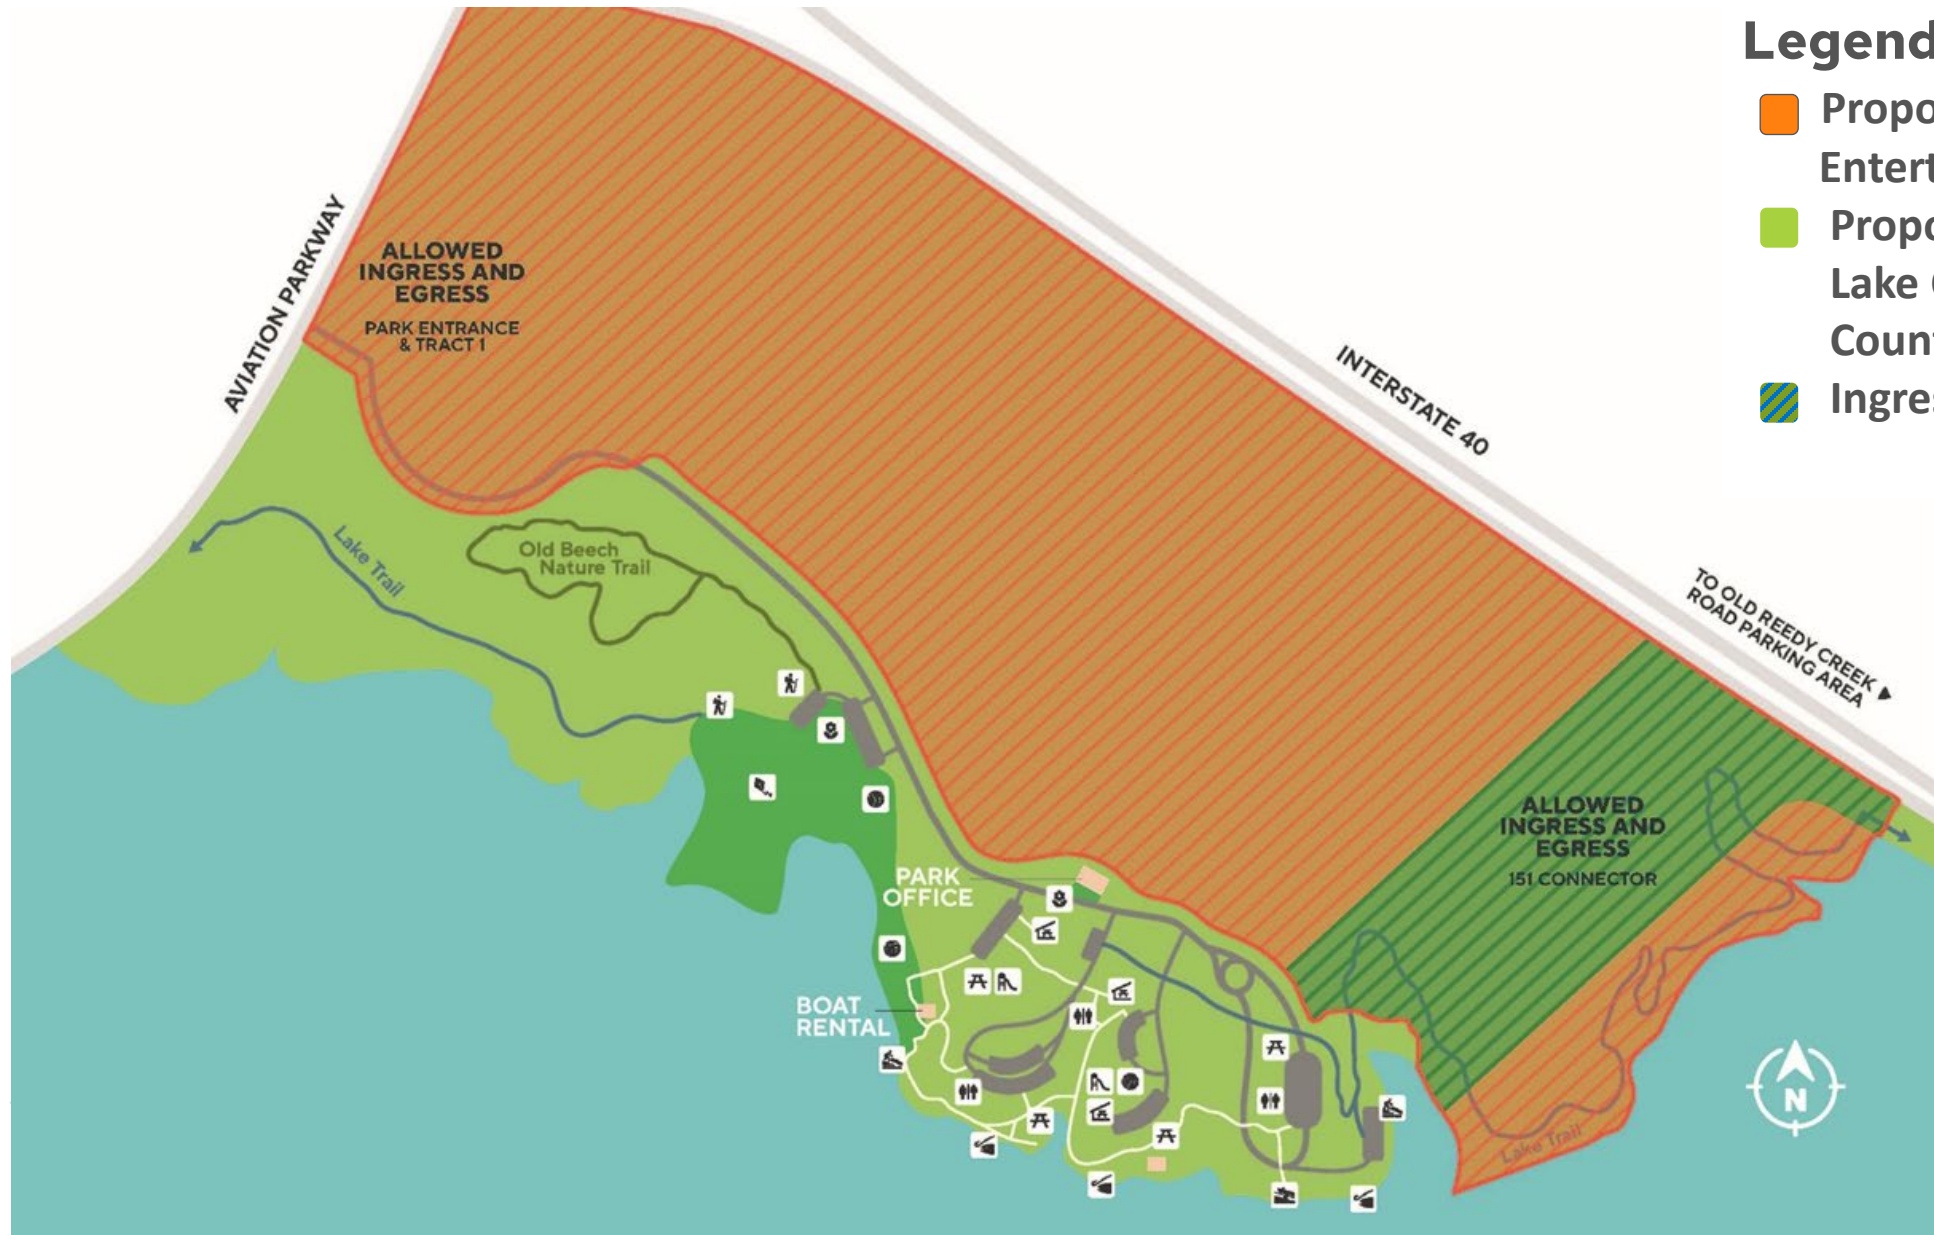 Legend
Propo
Entert
Propo
Lake
Coun
Ingres
ALLOWED
INGRESS AND
EGRESS
PARK ENTRANCE
& TRACT 1
AVIATION PARKWAY
INTERSTATE 40
TO OLD REEDY CREEK
ROAD PARKING AREA
Lake Trail
Old Beech
Nature Trail
ALLOWED
INGRESS AND
EGRESS
151 CONNECTOR
PARK
OFFICE
BOAT
RENTAL
Lake Trail
N